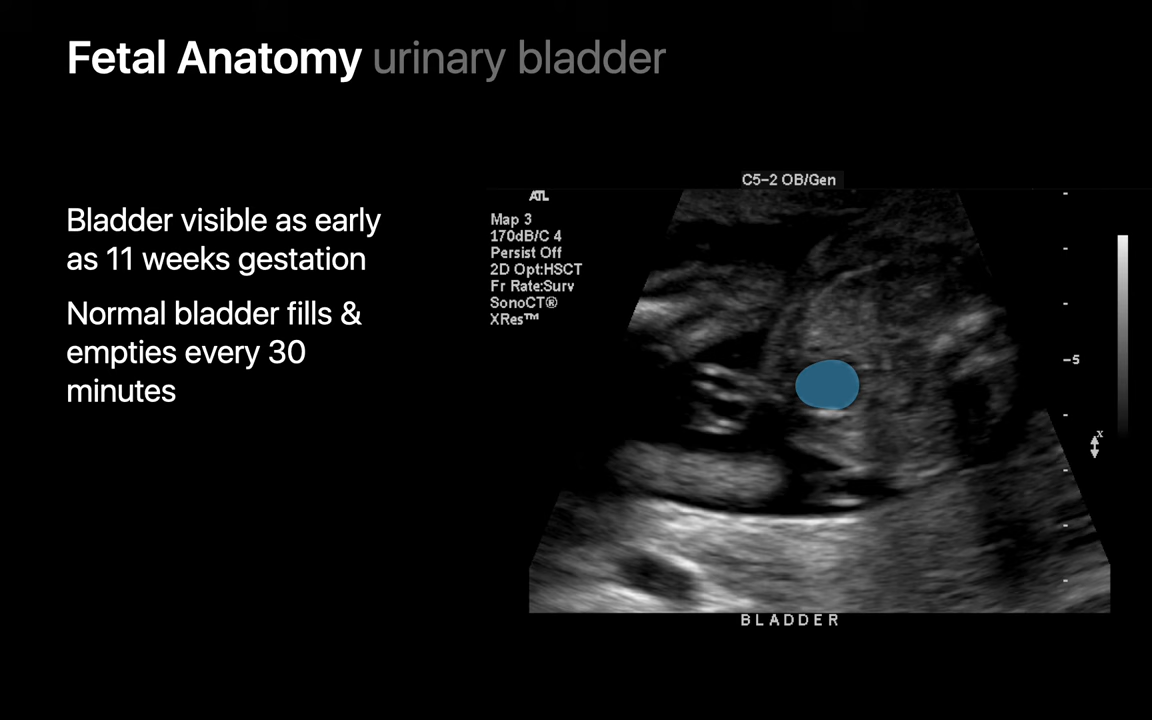 Fetal Anatomy urinary bladder
C5-2 OB/Gen
ATL
Map 3
170dB/C 4
Persist Off
2D Opt:HSCT
Fr Rate:Surv
SonoCT®
XRes™
Bladder visible as early
as 11 weeks gestation
Normal bladder fills &
empties every 30
minutes
-5
x
BLADDER